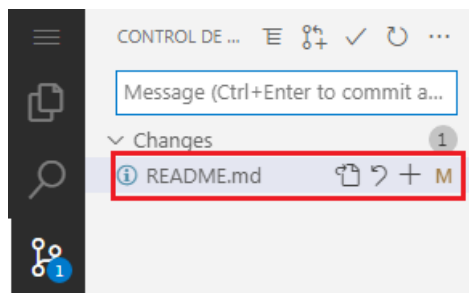 CONTROL DE ...
Message (Ctrl+Enter to commit a...
Changes 1
README.md M
1